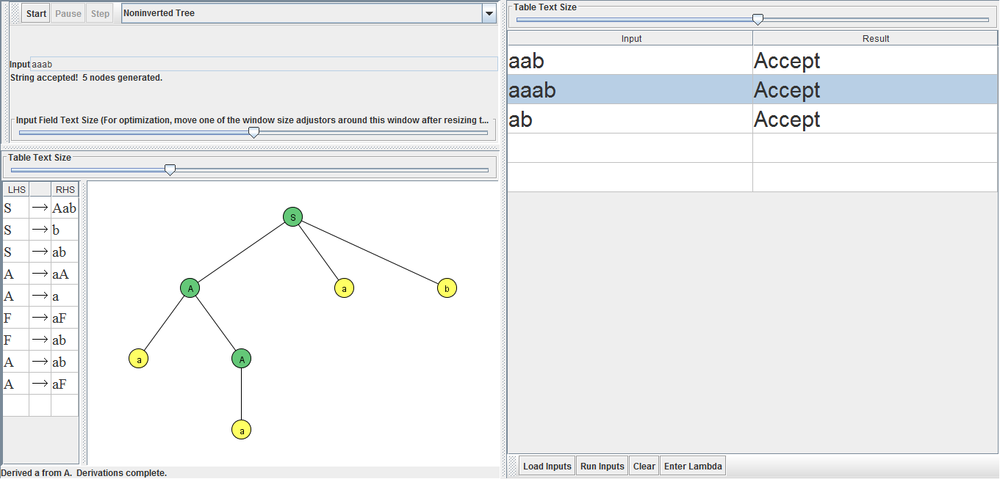 Start Pause Step Noninverted Tree
Input aaab
String accepted! 5 nodes generated.
Input Field Text Size (For optimization, move one of the window size adjustors around this window after resizing t...
Table Text Size
LHS RHS
S → Aab
S → b
S → ab
A → aA
A → a
F → aF
F → ab
A → ab
A → aF
S
A a b
a A
a
Derived a from A. Derivations complete.
Table Text Size
Input Result
aab Accept
aaab Accept
ab Accept
Load Inputs Run Inputs Clear Enter Lambda